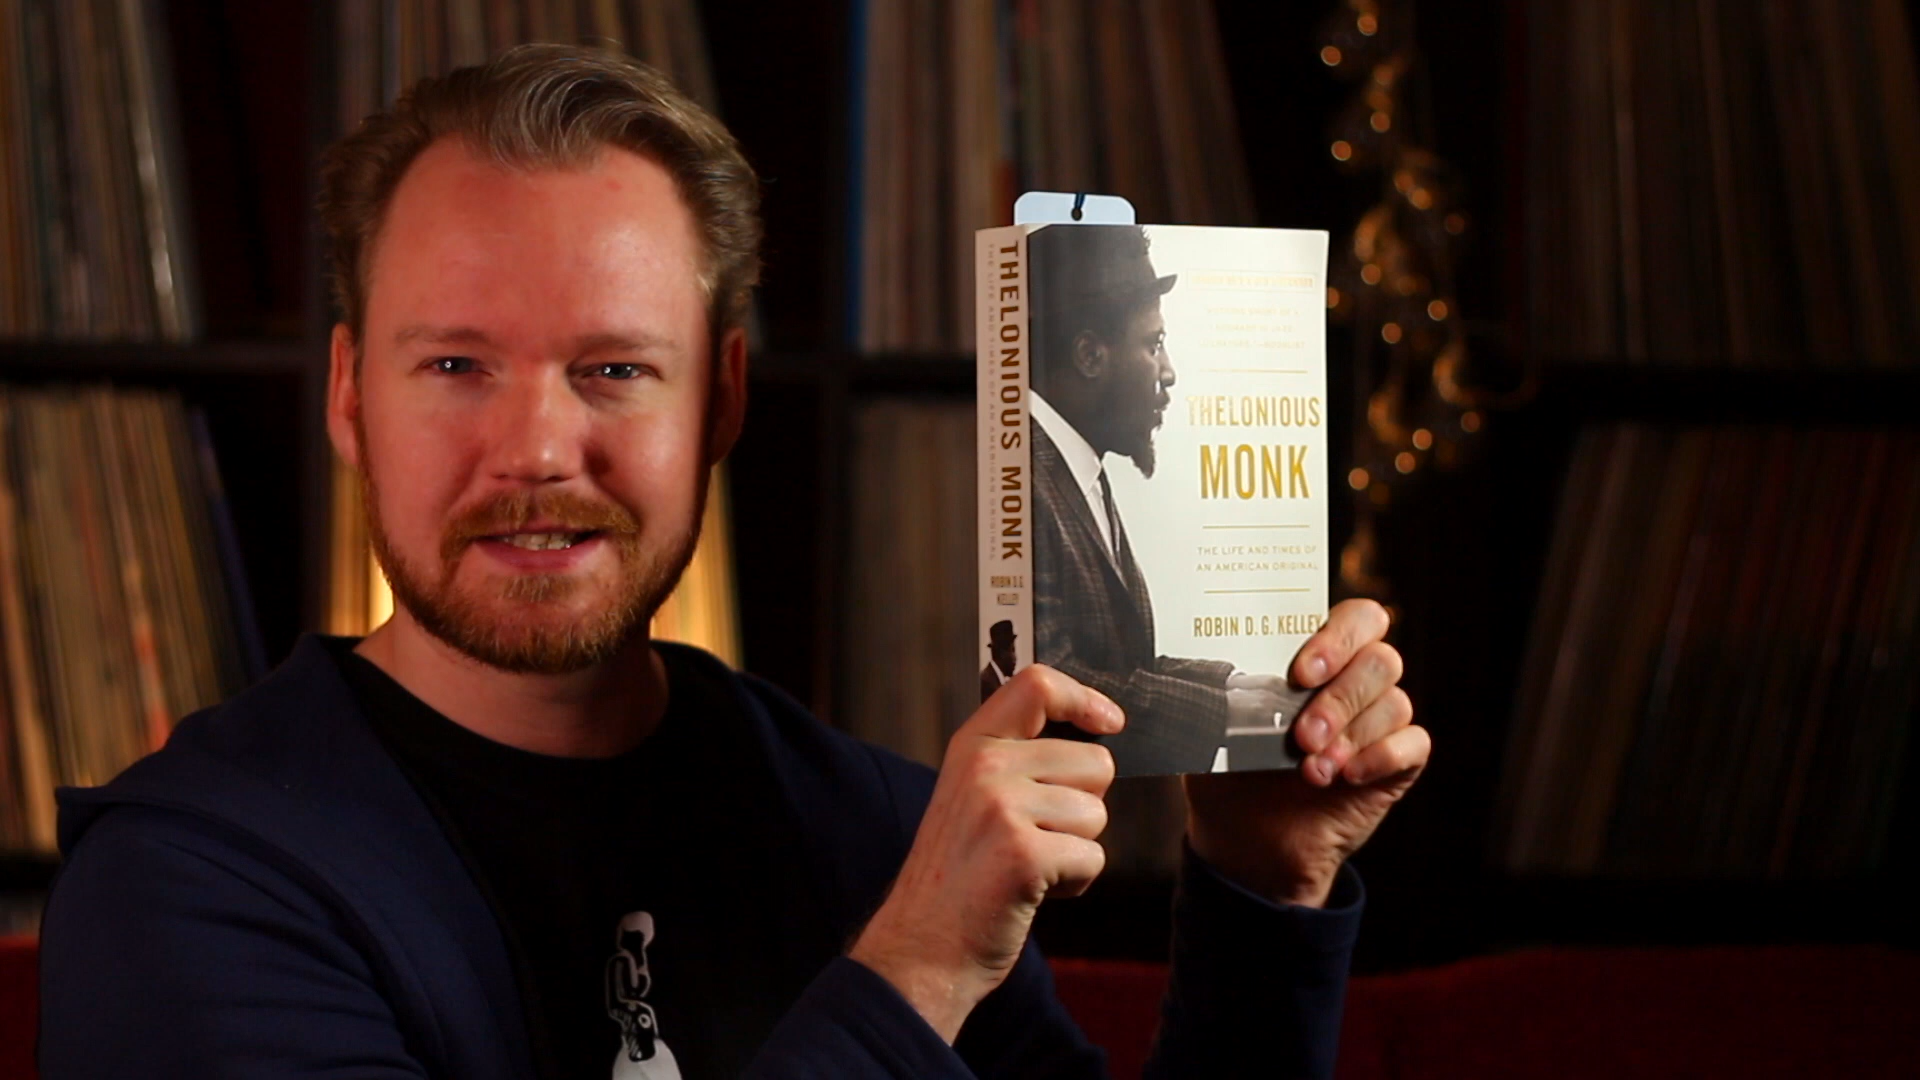 THELONIOUS MONK
THE LIFE AND TIMES OF AN AMERICAN ORIGINAL
ROBIN D.G.
KELLEY
THELONIOUS
MONK
THE LIFE AND TIMES OF
AN AMERICAN ORIGINAL
ROBIN D. G. KELLEY